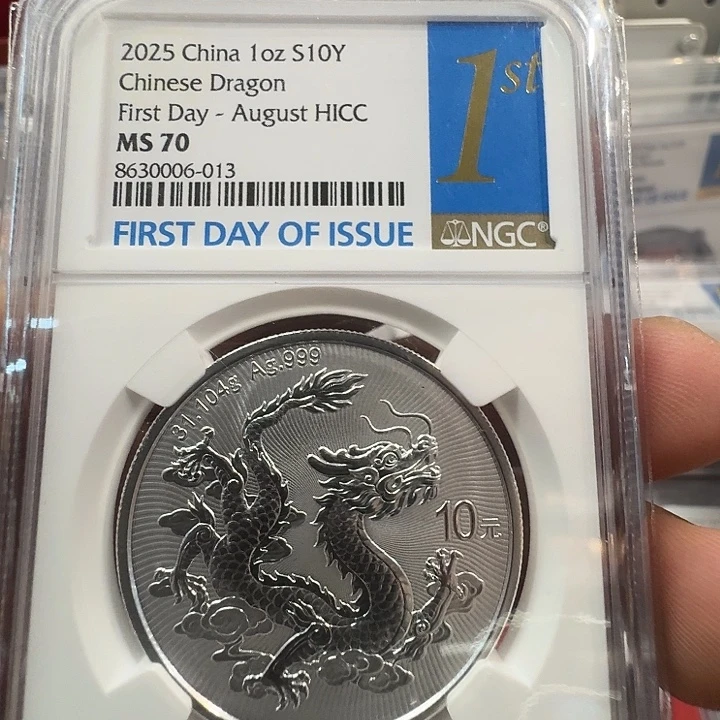 2025 China 1oz S10Y
Chinese Dragon
First Day - August HICC
MS 70
8630006-013
FIRST DAY OF ISSUE
1st
NGC®
31.104g Ag.999
10元